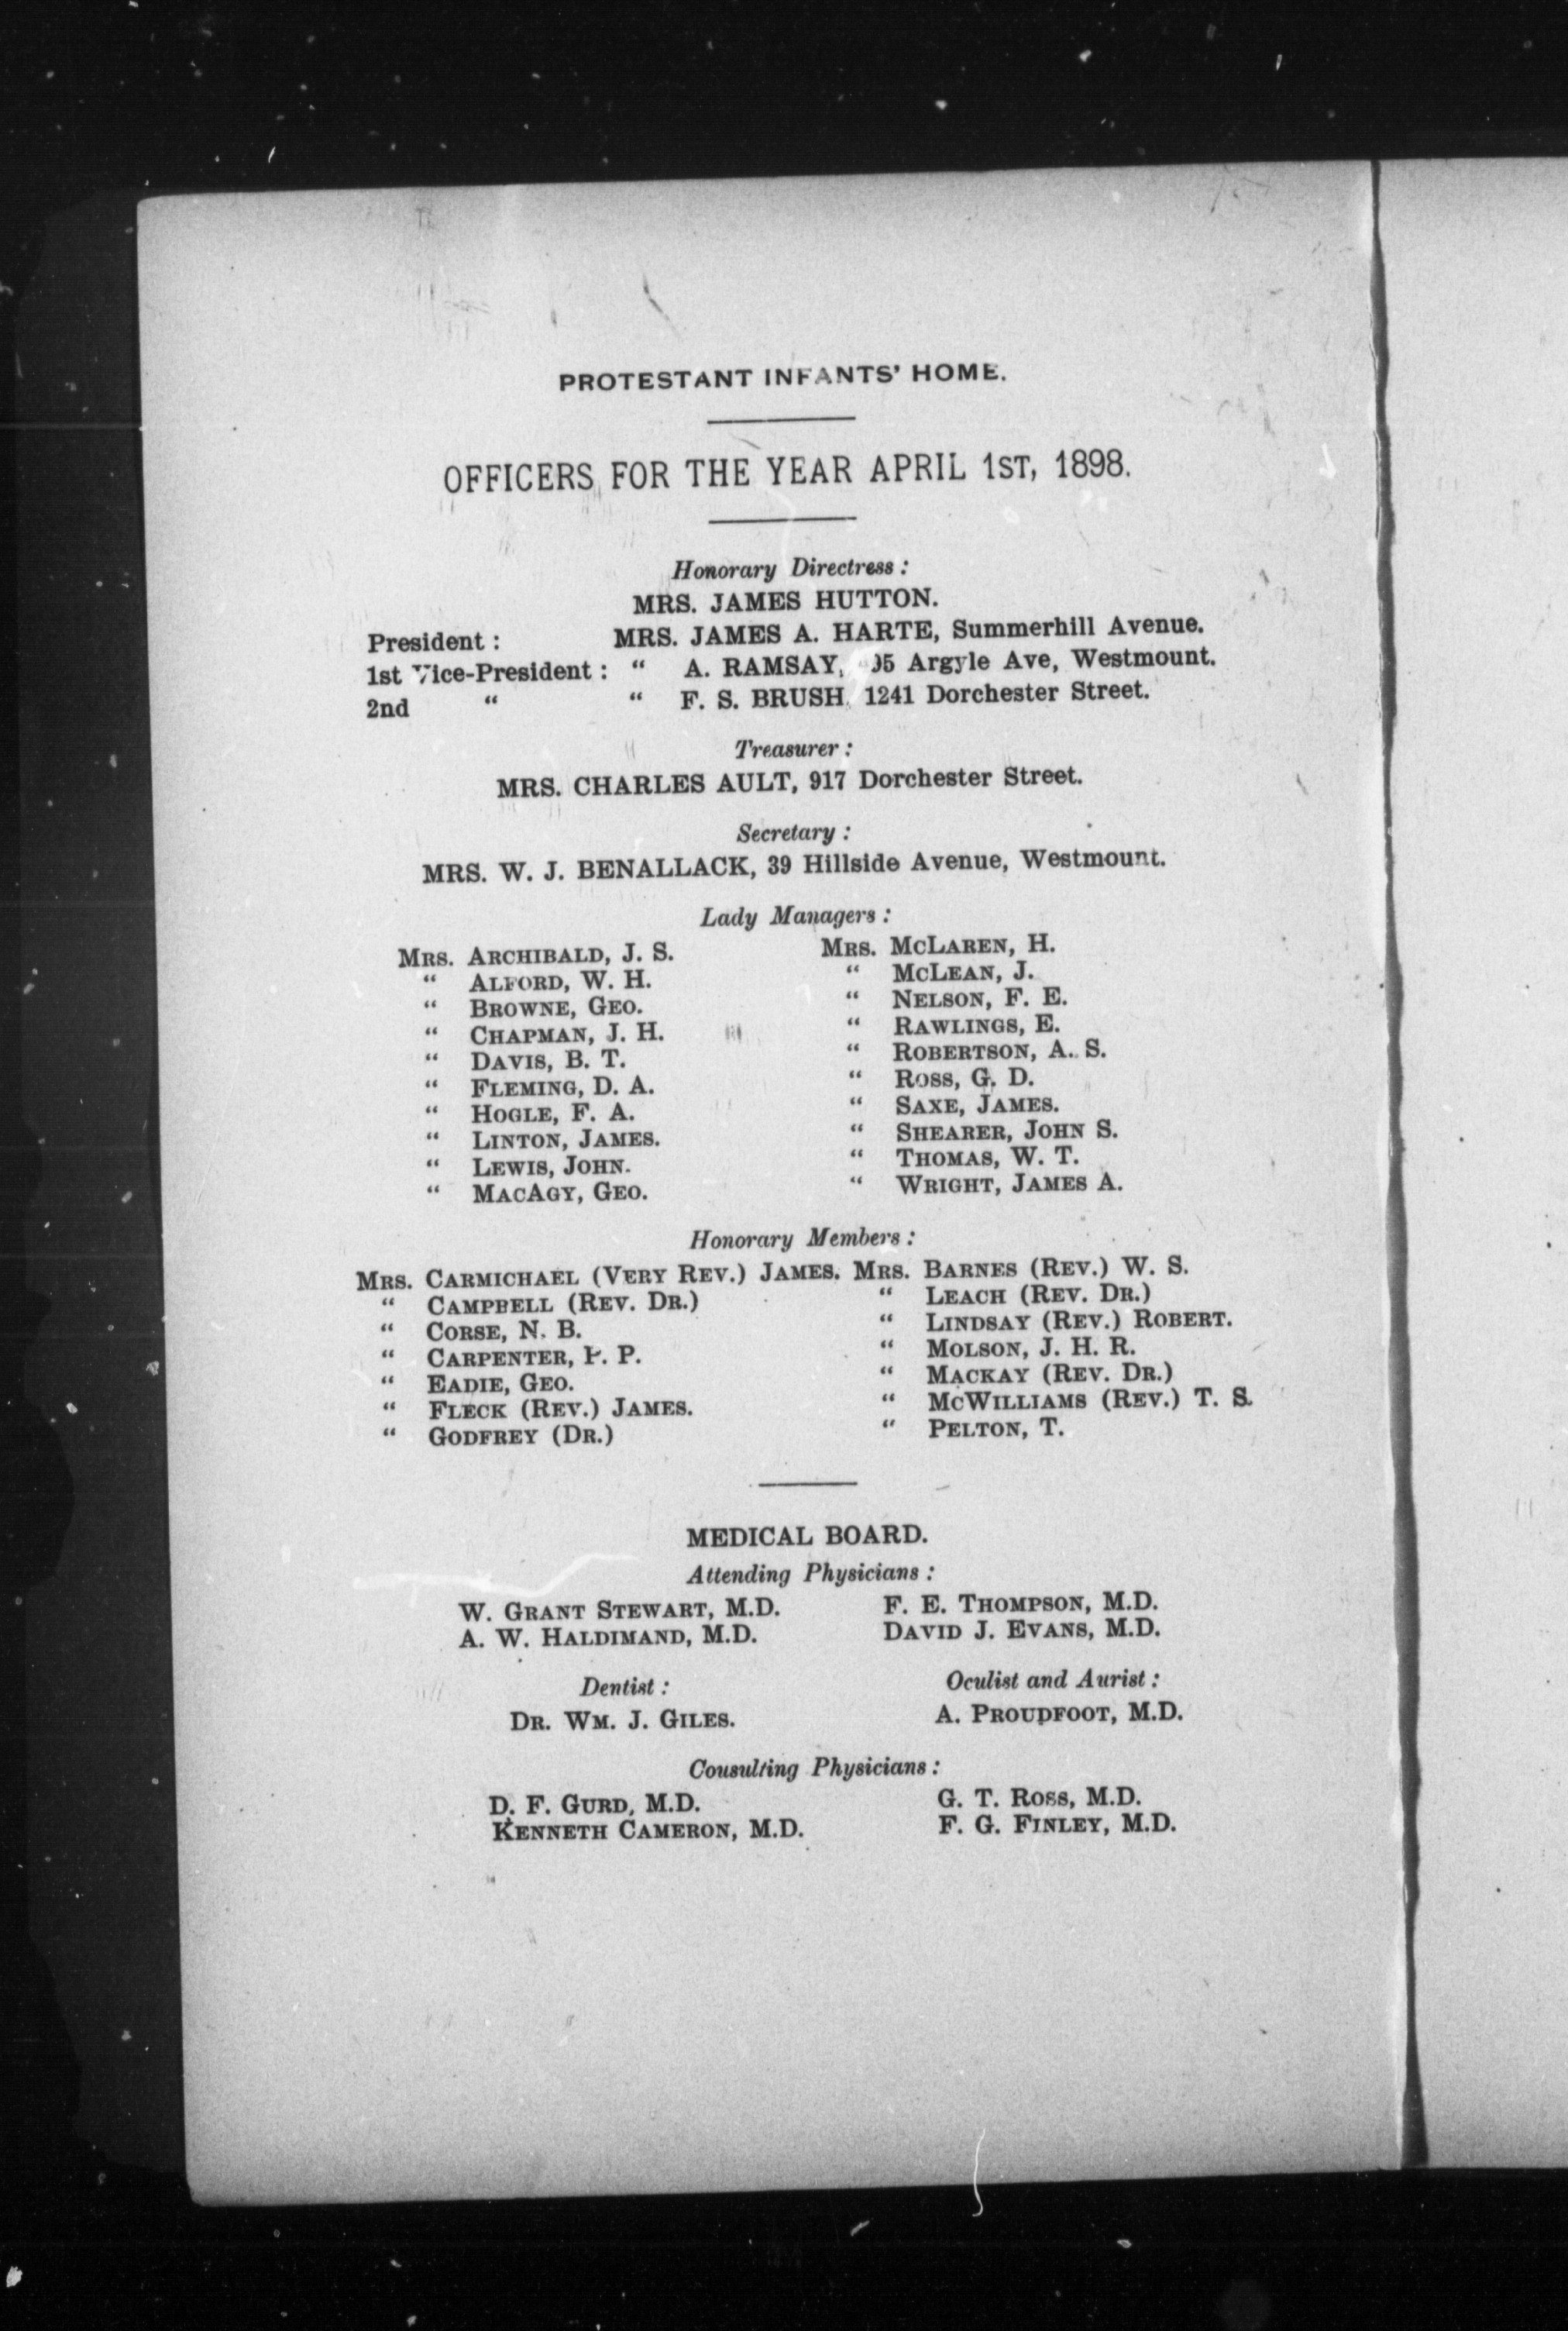 PROTESTANT INFANTS' HOME.
OFFICERS FOR THE YEAR APRIL 1ST, 1898.
Honorary Directress :
MRS. JAMES HUTTON.
President : MRS. JAMES A. HARTE, Summerhill Avenue.
1st Vice-President : “ A. RAMSAY, Argyle Ave, Westmount.
2nd “ “ F. S. BRUSH, 1241 Dorchester Street.
Treasurer :
MRS. CHARLES AULT, 917 Dorchester Street.
Secretary :
MRS. W. J. BENALLACK, 39 Hillside Avenue, Westmount.
Lady Managers :
MRS. ARCHIBALD, J. S. MRS. MCLAREN, H.
“ ALFORD, W. H. “ MCLEAN, J.
“ BROWNE, GEO. “ NELSON, F. E.
“ CHAPMAN, J. H. “ RAWLINGS, E.
“ DAVIS, B. T. “ ROBERTSON, A. S.
“ FLEMING, D. A. “ ROSS, G. D.
“ HOGLE, F. A. “ SAXE, JAMES.
“ LINTON, JAMES. “ SHEARER, JOHN S.
“ LEWIS, JOHN. “ THOMAS, W. T.
“ MACAGY, GEO. “ WRIGHT, JAMES A.
Honorary Members :
MRS. CARMICHAEL (VERY REV.) JAMES. MRS. BARNES (REV.) W. S.
“ CAMPBELL (REV. DR.) “ LEACH (REV. DR.)
“ CORSE, N. B. “ LINDSAY (REV.) ROBERT.
“ CARPENTER, P. P. “ MOLSON, J. H. R.
“ EADIE, GEO. “ MACKAY (REV. DR.)
“ FLECK (REV.) JAMES. “ MCWILLIAMS (REV.) T. S.
“ GODFREY (DR.) “ PELTON, T.
MEDICAL BOARD.
Attending Physicians :
W. GRANT STEWART, M.D. F. E. THOMPSON, M.D.
A. W. HALDIMAND, M.D. DAVID J. EVANS, M.D.
Dentist : Oculist and Aurist :
DR. WM. J. GILES. A. PROUDFOOT, M.D.
Cousulting Physicians :
D. F. GURD, M.D. G. T. ROSS, M.D.
KENNETH CAMERON, M.D. F. G. FINLEY, M.D.